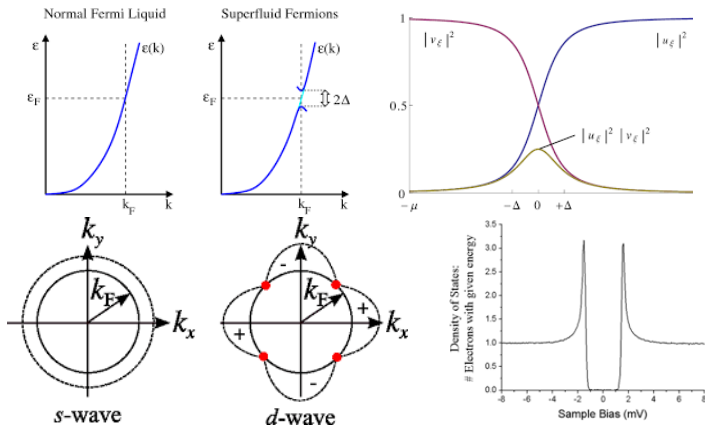 Normal Fermi Liquid
ε
ε(k)
ε_F
k_F
k
Superfluid Fermions
ε
ε(k)
ε_F
2Δ
k_F
k
1
|v_ξ|²
|u_ξ|²
0.5
|u_ξ|² |v_ξ|²
0
−μ
−Δ
0
+Δ
k_y
k_F
k_x
s-wave
k_y
-
k_F
+
+
k_x
-
d-wave
Density of States:
# Electrons with given energy
3.5
3.0
2.5
2.0
1.5
1.0
0.5
0.0
-8 -6 -4 -2 0 2 4 6 8
Sample Bias (mV)